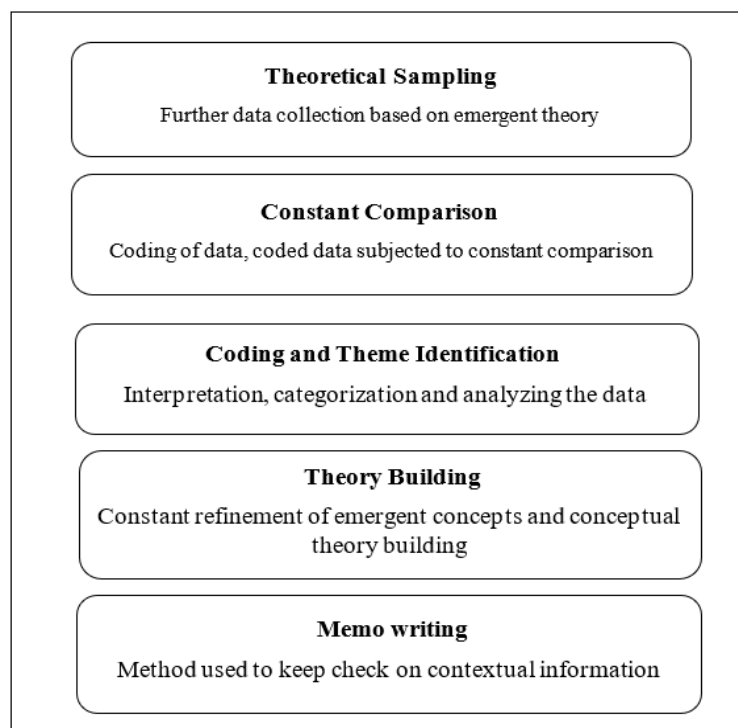 Theoretical Sampling
Further data collection based on emergent theory
Constant Comparison
Coding of data, coded data subjected to constant comparison
Coding and Theme Identification
Interpretation, categorization and analyzing the data
Theory Building
Constant refinement of emergent concepts and conceptual
theory building
Memo writing
Method used to keep check on contextual information